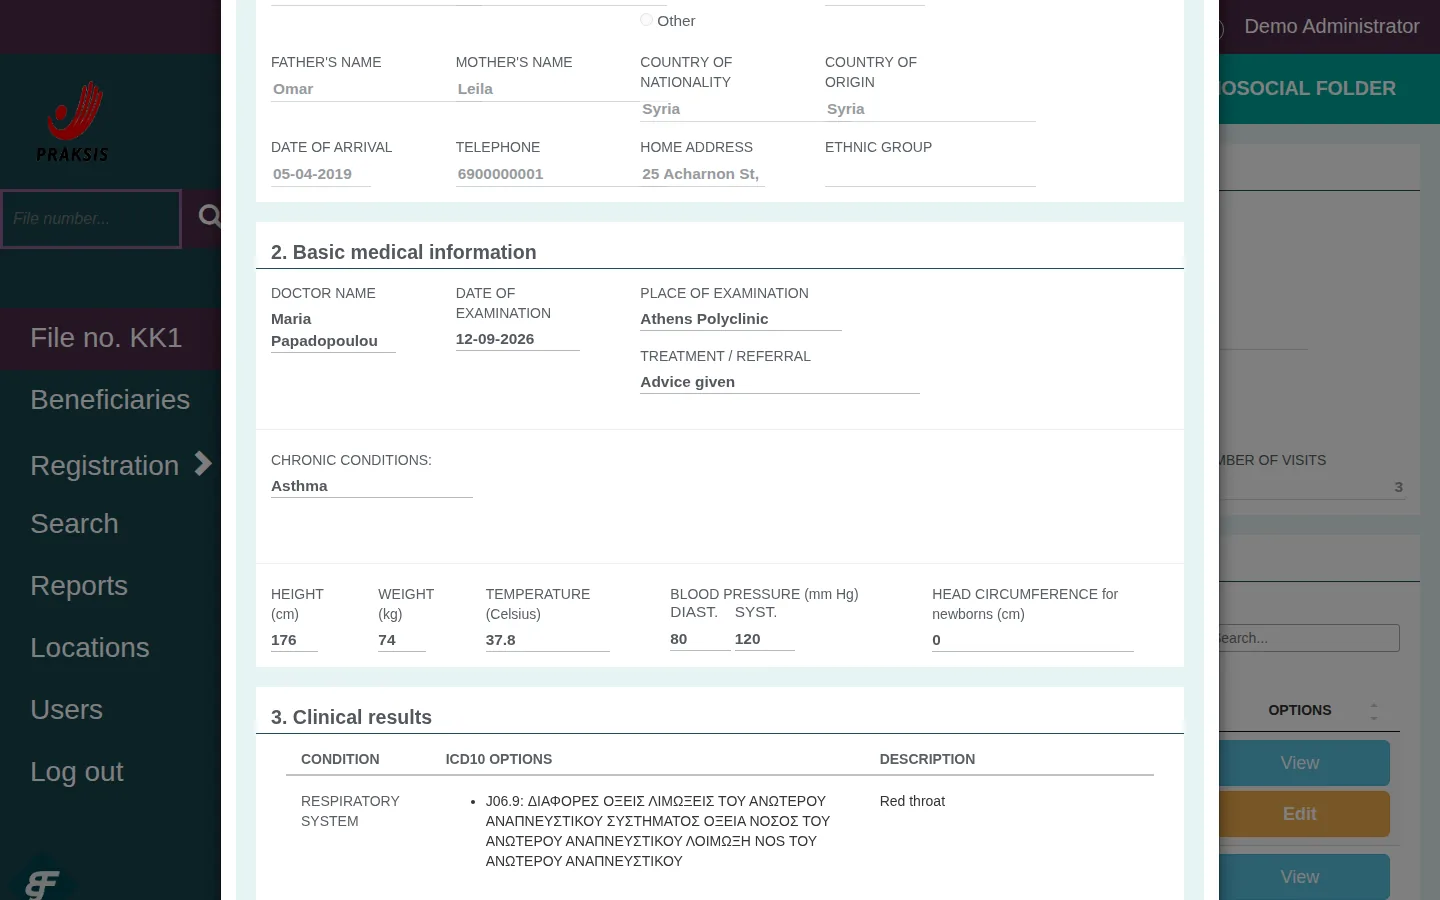 Demo Administrator
OSOCIAL FOLDER
PRAKSIS
File number...
File no. KK1
Beneficiaries
Registration
Search
Reports
Locations
Users
Log out
Other
FATHER'S NAME
Omar
MOTHER'S NAME
Leila
COUNTRY OF
NATIONALITY
Syria
COUNTRY OF
ORIGIN
Syria
DATE OF ARRIVAL
05-04-2019
TELEPHONE
6900000001
HOME ADDRESS
25 Acharnon St,
ETHNIC GROUP
2. Basic medical information
DOCTOR NAME
Maria
Papadopoulou
DATE OF
EXAMINATION
12-09-2026
PLACE OF EXAMINATION
Athens Polyclinic
TREATMENT / REFERRAL
Advice given
CHRONIC CONDITIONS:
Asthma
HEIGHT
(cm)
176
WEIGHT
(kg)
74
TEMPERATURE
(Celsius)
37.8
BLOOD PRESSURE (mm Hg)
DIAST. SYST.
80 120
HEAD CIRCUMFERENCE for
newborns (cm)
0
3. Clinical results
CONDITION ICD10 OPTIONS DESCRIPTION
RESPIRATORY
SYSTEM
J06.9: ΔΙΑΦΟΡΕΣ ΟΞΕΙΣ ΛΙΜΩΞΕΙΣ ΤΟΥ ΑΝΩΤΕΡΟΥ
ΑΝΑΠΝΕΥΣΤΙΚΟΥ ΣΥΣΤΗΜΑΤΟΣ ΟΞΕΙΑ ΝΟΣΟΣ ΤΟΥ
ΑΝΩΤΕΡΟΥ ΑΝΑΠΝΕΥΣΤΙΚΟΥ ΛΟΙΜΩΞΗ NOS ΤΟΥ
ΑΝΩΤΕΡΟΥ ΑΝΑΠΝΕΥΣΤΙΚΟΥ
Red throat
MBER OF VISITS
3
Search...
OPTIONS
View
Edit
View